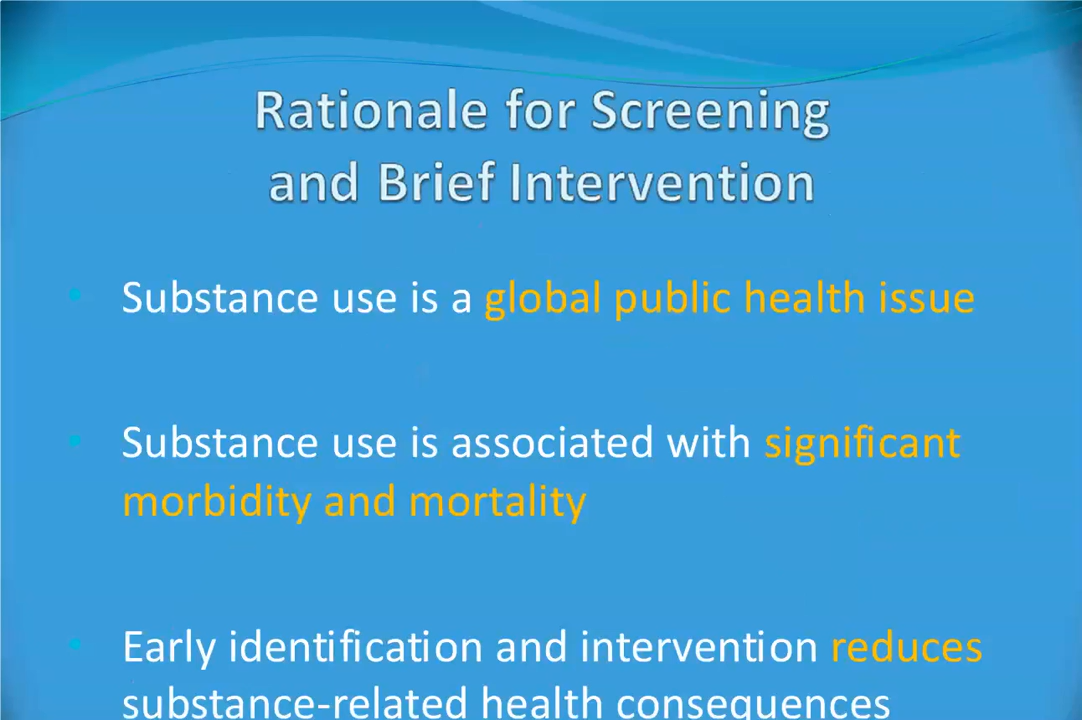 Rationale for Screening
and Brief Intervention
• Substance use is a global public health issue
• Substance use is associated with significant
morbidity and mortality
• Early identification and intervention reduces
substance-related health consequences